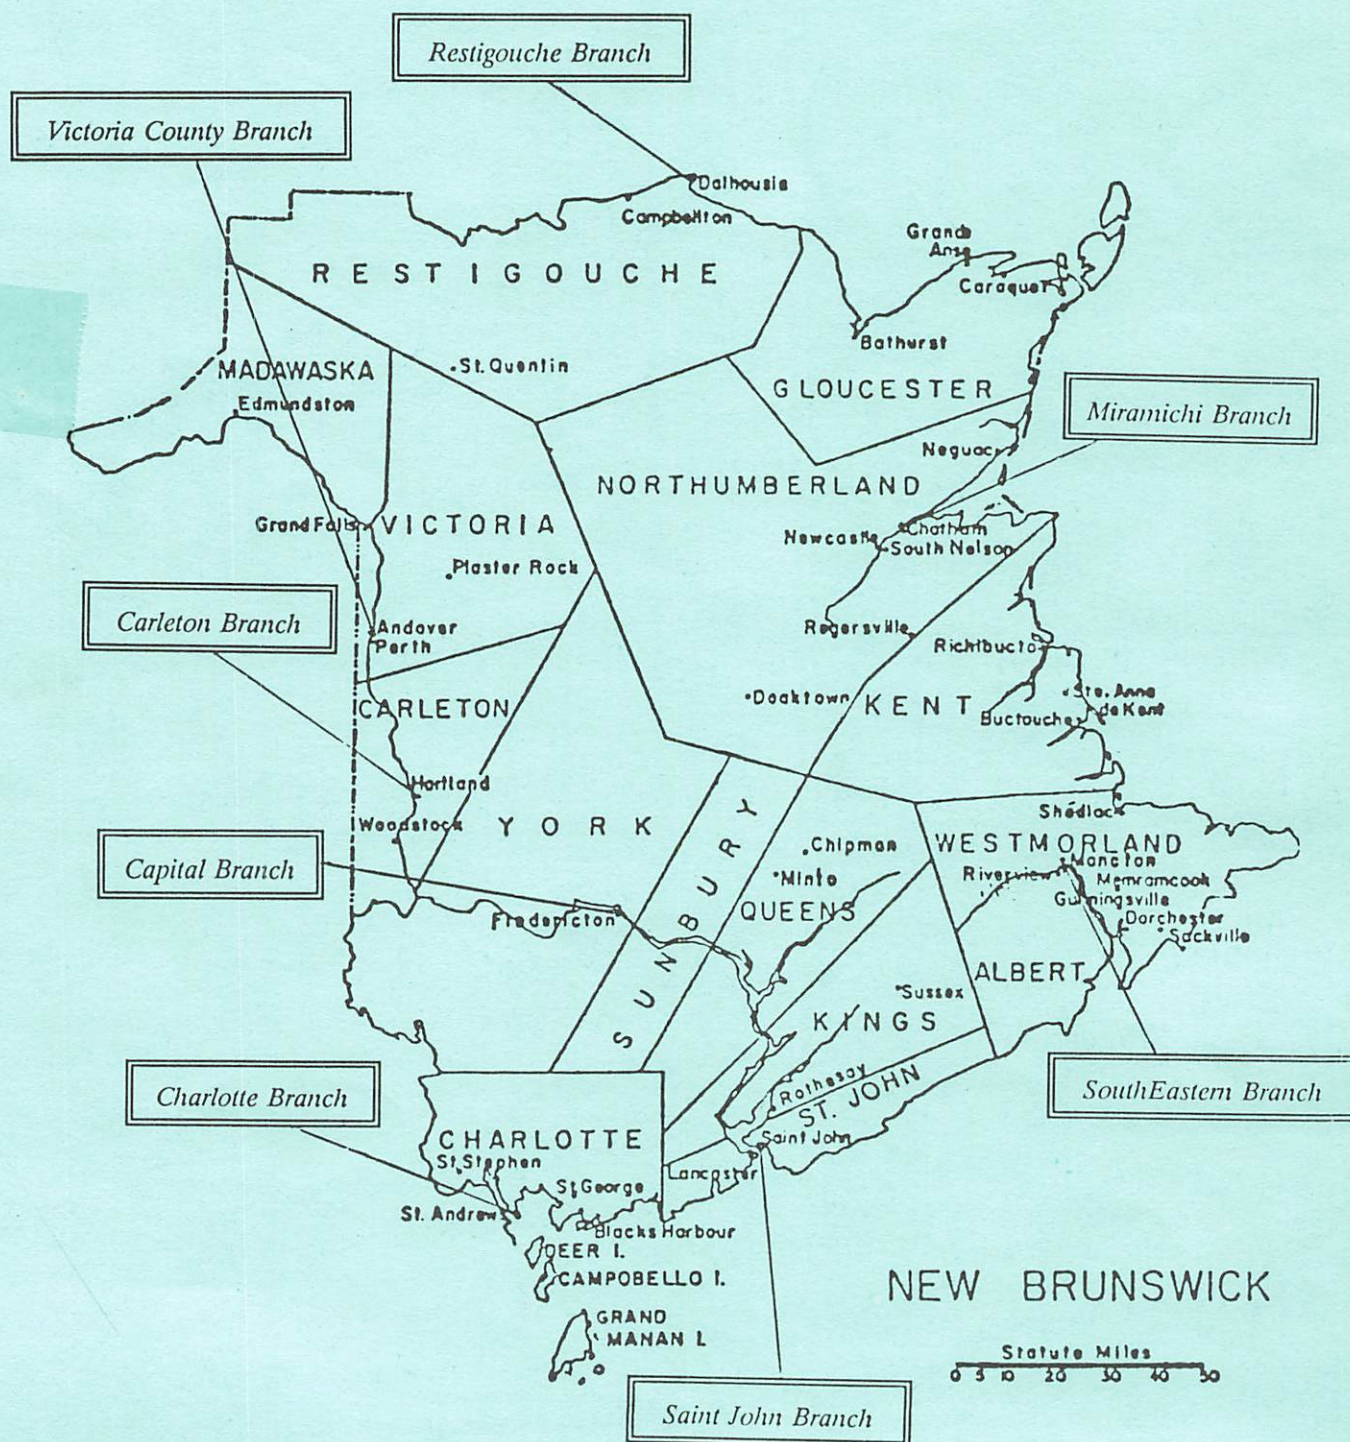 Restigouche Branch
Victoria County Branch
Dalhousie
Campbellton
Grande
Anse
Caraquet
RESTIGOUCHE
Bathurst
St. Quentin
MADAWASKA
GLOUCESTER
Edmundston
Miramichi Branch
Neguac
NORTHUMBERLAND
Grand Falls
VICTORIA
Chatham
Newcastle
South Nelson
Plaster Rock
Carleton Branch
Andover
Perth
Rogersville
Richibucto
Doaktown
KENT
Ste. Anne
de Kent
CARLETON
Buctouche
Hartland
Shédiac
Woodstock
YORK
SUNBURY
Chipman
WESTMORLAND
Capital Branch
Minto
Moncton
Riverview
Memramcook
Gunningsville
QUEENS
Fredericton
Dorchester
Sackville
ALBERT
Sussex
KINGS
Charlotte Branch
Rothesay
ST. JOHN
SouthEastern Branch
CHARLOTTE
Saint John
St. Stephen
Lancaster
St. George
St. Andrews
Blacks Harbour
DEER I.
CAMPOBELLO I.
NEW BRUNSWICK
GRAND
MANAN I.
Statute Miles
0 5 10 20 30 40 50
Saint John Branch